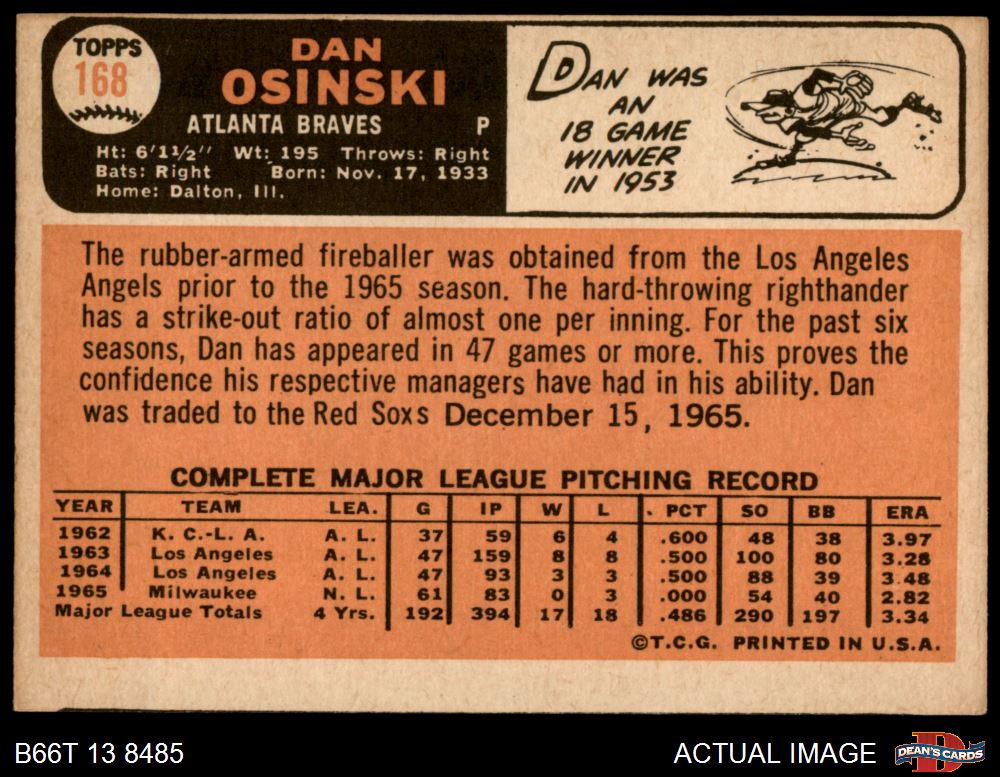 TOPPS
168
DAN
OSINSKI
ATLANTA BRAVES P
Ht: 6'1½" Wt: 195 Throws: Right
Bats: Right Born: Nov. 17, 1933
Home: Dalton, Ill.
DAN WAS
AN
18 GAME
WINNER
IN 1953
The rubber-armed fireballer was obtained from the Los Angeles
Angels prior to the 1965 season. The hard-throwing righthander
has a strike-out ratio of almost one per inning. For the past six
seasons, Dan has appeared in 47 games or more. This proves the
confidence his respective managers have had in his ability. Dan
was traded to the Red Soxs December 15, 1965.
COMPLETE MAJOR LEAGUE PITCHING RECORD
YEAR TEAM LEA. G IP W L . PCT SO BB ERA
1962 K. C.-L. A. A. L. 37 59 6 4 .600 48 38 3.97
1963 Los Angeles A. L. 47 159 8 8 .500 100 80 3.28
1964 Los Angeles A. L. 47 93 3 3 .500 88 39 3.48
1965 Milwaukee N. L. 61 83 0 3 .000 54 40 2.82
Major League Totals 4 Yrs. 192 394 17 18 .486 290 197 3.34
©T.C.G. PRINTED IN U.S.A.
B66T 13 8485 ACTUAL IMAGE DEAN'S CARDS